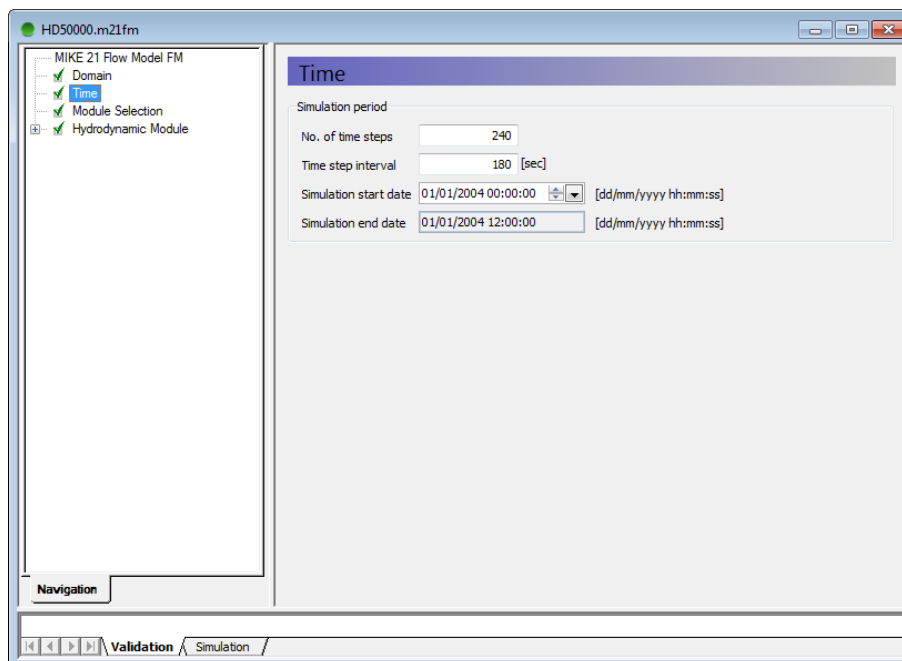 HD50000.m21fm
MIKE 21 Flow Model FM
Domain
Time
Module Selection
Hydrodynamic Module
Navigation
Time
Simulation period
No. of time steps 240
Time step interval 180 [sec]
Simulation start date 01/01/2004 00:00:00 [dd/mm/yyyy hh:mm:ss]
Simulation end date 01/01/2004 12:00:00 [dd/mm/yyyy hh:mm:ss]
Validation Simulation